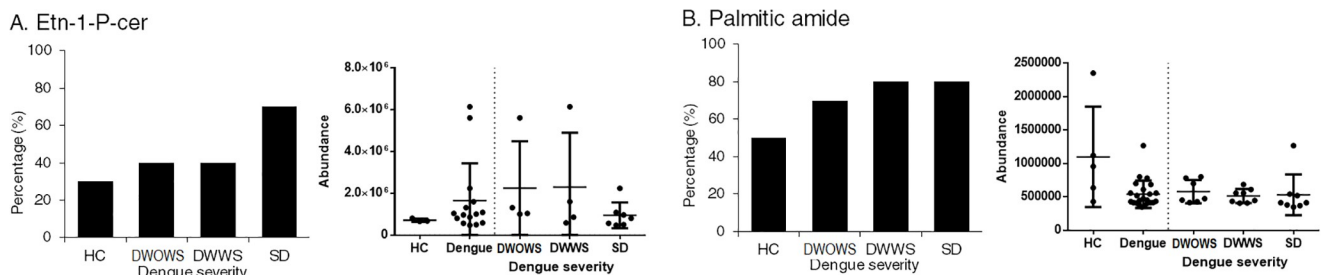 A. Etn-1-P-cer
100
80
60
40
20
0
Percentage (%)
HC DWOWS DWWS SD
Dengue severity
8.0×10⁶
6.0×10⁶
4.0×10⁶
2.0×10⁶
0
Abundance
HC Dengue DWOWS DWWS SD
Dengue severity
B. Palmitic amide
100
80
60
40
20
0
Percentage (%)
HC DWOWS DWWS SD
Dengue severity
2500000
2000000
1500000
1000000
500000
0
Abundance
HC Dengue DWOWS DWWS SD
Dengue severity